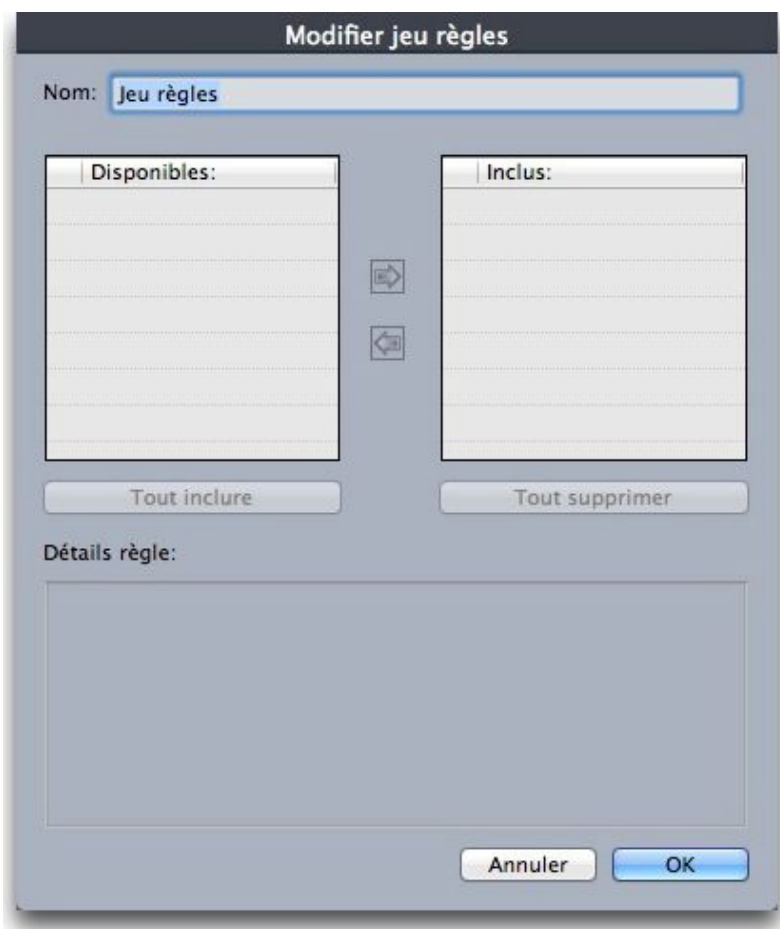 Modifier jeu règles
Nom: Jeu règles
Disponibles: Inclus:
Tout inclure Tout supprimer
Détails règle:
Annuler OK